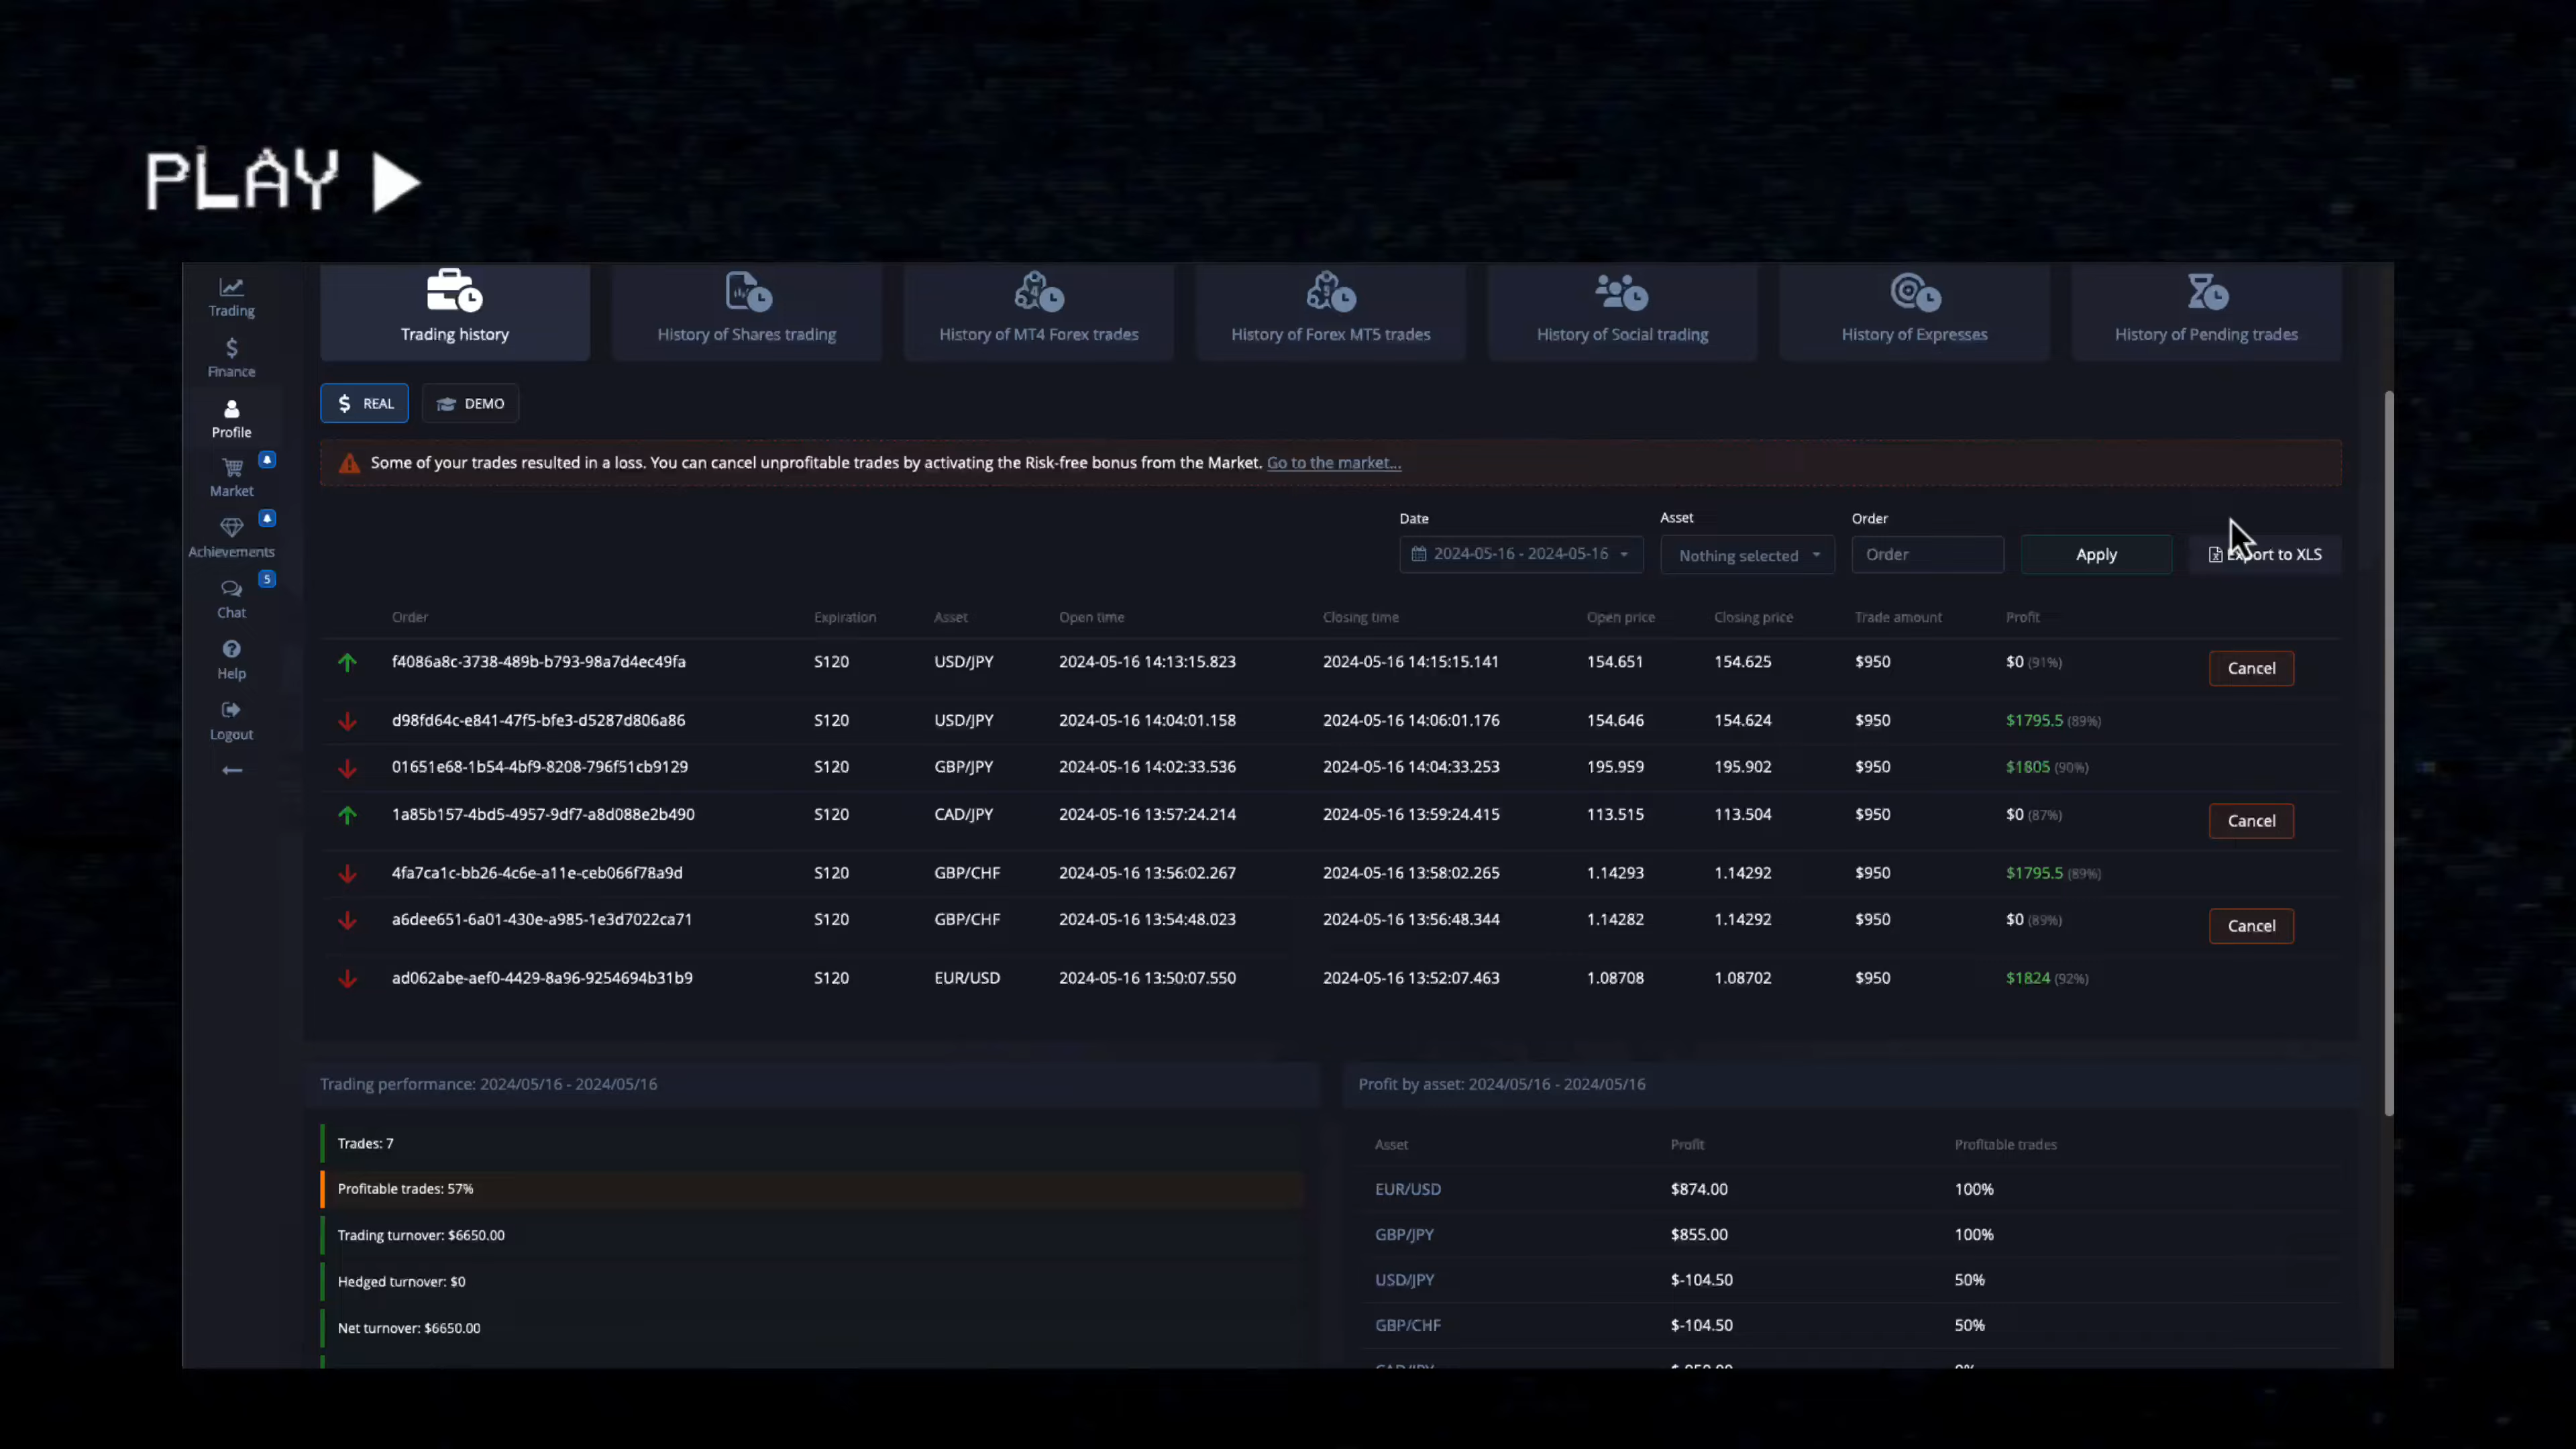 PLAY
Trading
Finance
Profile
Market
Achievements
Chat
5
Help
Logout
Trading history
History of Shares trading
History of MT4 Forex trades
History of Forex MT5 trades
History of Social trading
History of Expresses
History of Pending trades
$ REAL
DEMO
Some of your trades resulted in a loss. You can cancel unprofitable trades by activating the Risk-free bonus from the Market. Go to the market...
Date Asset Order
2024-05-16 - 2024-05-16 Nothing selected Order Apply Export to XLS
Order Expiration Asset Open time Closing time Open price Closing price Trade amount Profit
f4086a8c-3738-489b-b793-98a7d4ec49fa S120 USD/JPY 2024-05-16 14:13:15.823 2024-05-16 14:15:15.141 154.651 154.625 $950 $0 (91%) Cancel
d98fd64c-e841-47f5-bfe3-d5287d806a86 S120 USD/JPY 2024-05-16 14:04:01.158 2024-05-16 14:06:01.176 154.646 154.624 $950 $1795.5 (89%)
01651e68-1b54-4bf9-8208-796f51cb9129 S120 GBP/JPY 2024-05-16 14:02:33.536 2024-05-16 14:04:33.253 195.959 195.902 $950 $1805 (90%)
1a85b157-4bd5-4957-9df7-a8d088e2b490 S120 CAD/JPY 2024-05-16 13:57:24.214 2024-05-16 13:59:24.415 113.515 113.504 $950 $0 (87%) Cancel
4fa7ca1c-bb26-4c6e-a11e-ceb066f78a9d S120 GBP/CHF 2024-05-16 13:56:02.267 2024-05-16 13:58:02.265 1.14293 1.14292 $950 $1795.5 (89%)
a6dee651-6a01-430e-a985-1e3d7022ca71 S120 GBP/CHF 2024-05-16 13:54:48.023 2024-05-16 13:56:48.344 1.14282 1.14292 $950 $0 (89%) Cancel
ad062abe-aef0-4429-8a96-9254694b31b9 S120 EUR/USD 2024-05-16 13:50:07.550 2024-05-16 13:52:07.463 1.08708 1.08702 $950 $1824 (92%)
Trading performance: 2024/05/16 - 2024/05/16
Trades: 7
Profitable trades: 57%
Trading turnover: $6650.00
Hedged turnover: $0
Net turnover: $6650.00
Profit by asset: 2024/05/16 - 2024/05/16
Asset Profit Profitable trades
EUR/USD $874.00 100%
GBP/JPY $855.00 100%
USD/JPY $-104.50 50%
GBP/CHF $-104.50 50%